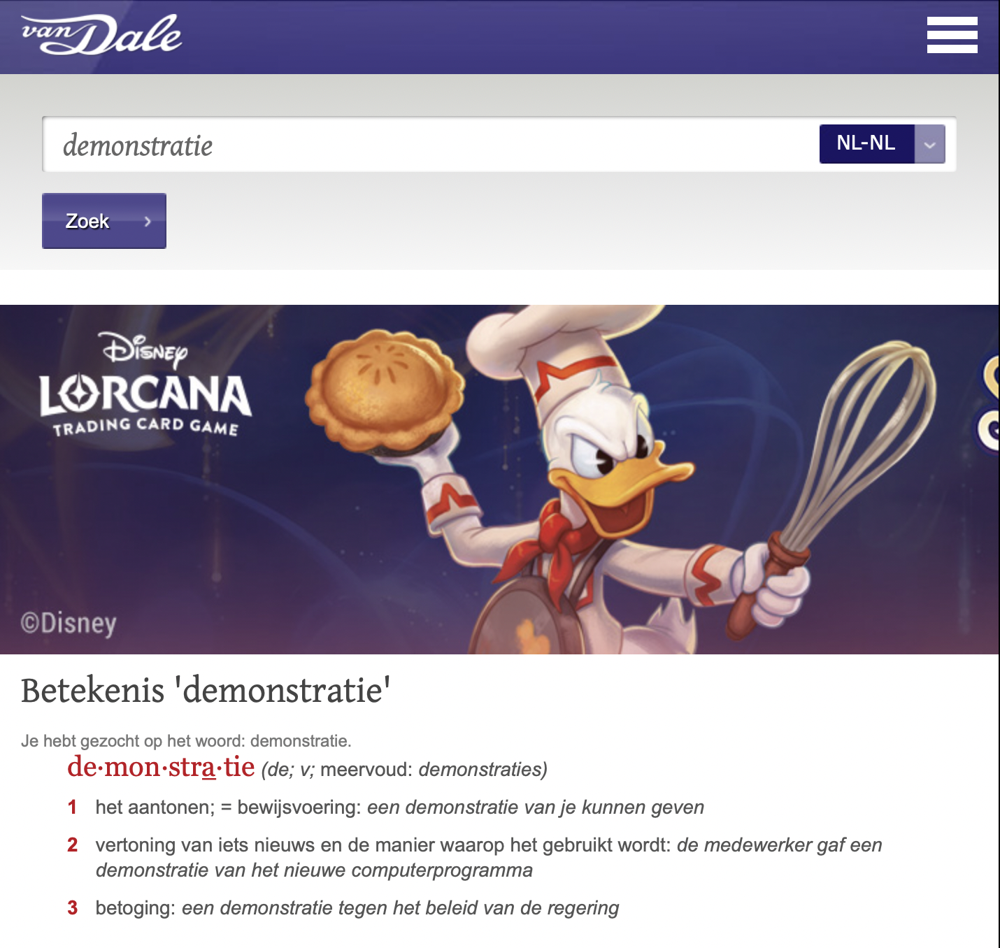 van Dale
demonstratie
NL-NL
Zoek
Disney
LORCANA
TRADING CARD GAME
©Disney
Betekenis 'demonstratie'
Je hebt gezocht op het woord: demonstratie.
de·mon·stra·tie (de; v; meervoud: demonstraties)
1 het aantonen; = bewijsvoering: een demonstratie van je kunnen geven
2 vertoning van iets nieuws en de manier waarop het gebruikt wordt: de medewerker gaf een
demonstratie van het nieuwe computerprogramma
3 betoging: een demonstratie tegen het beleid van de regering